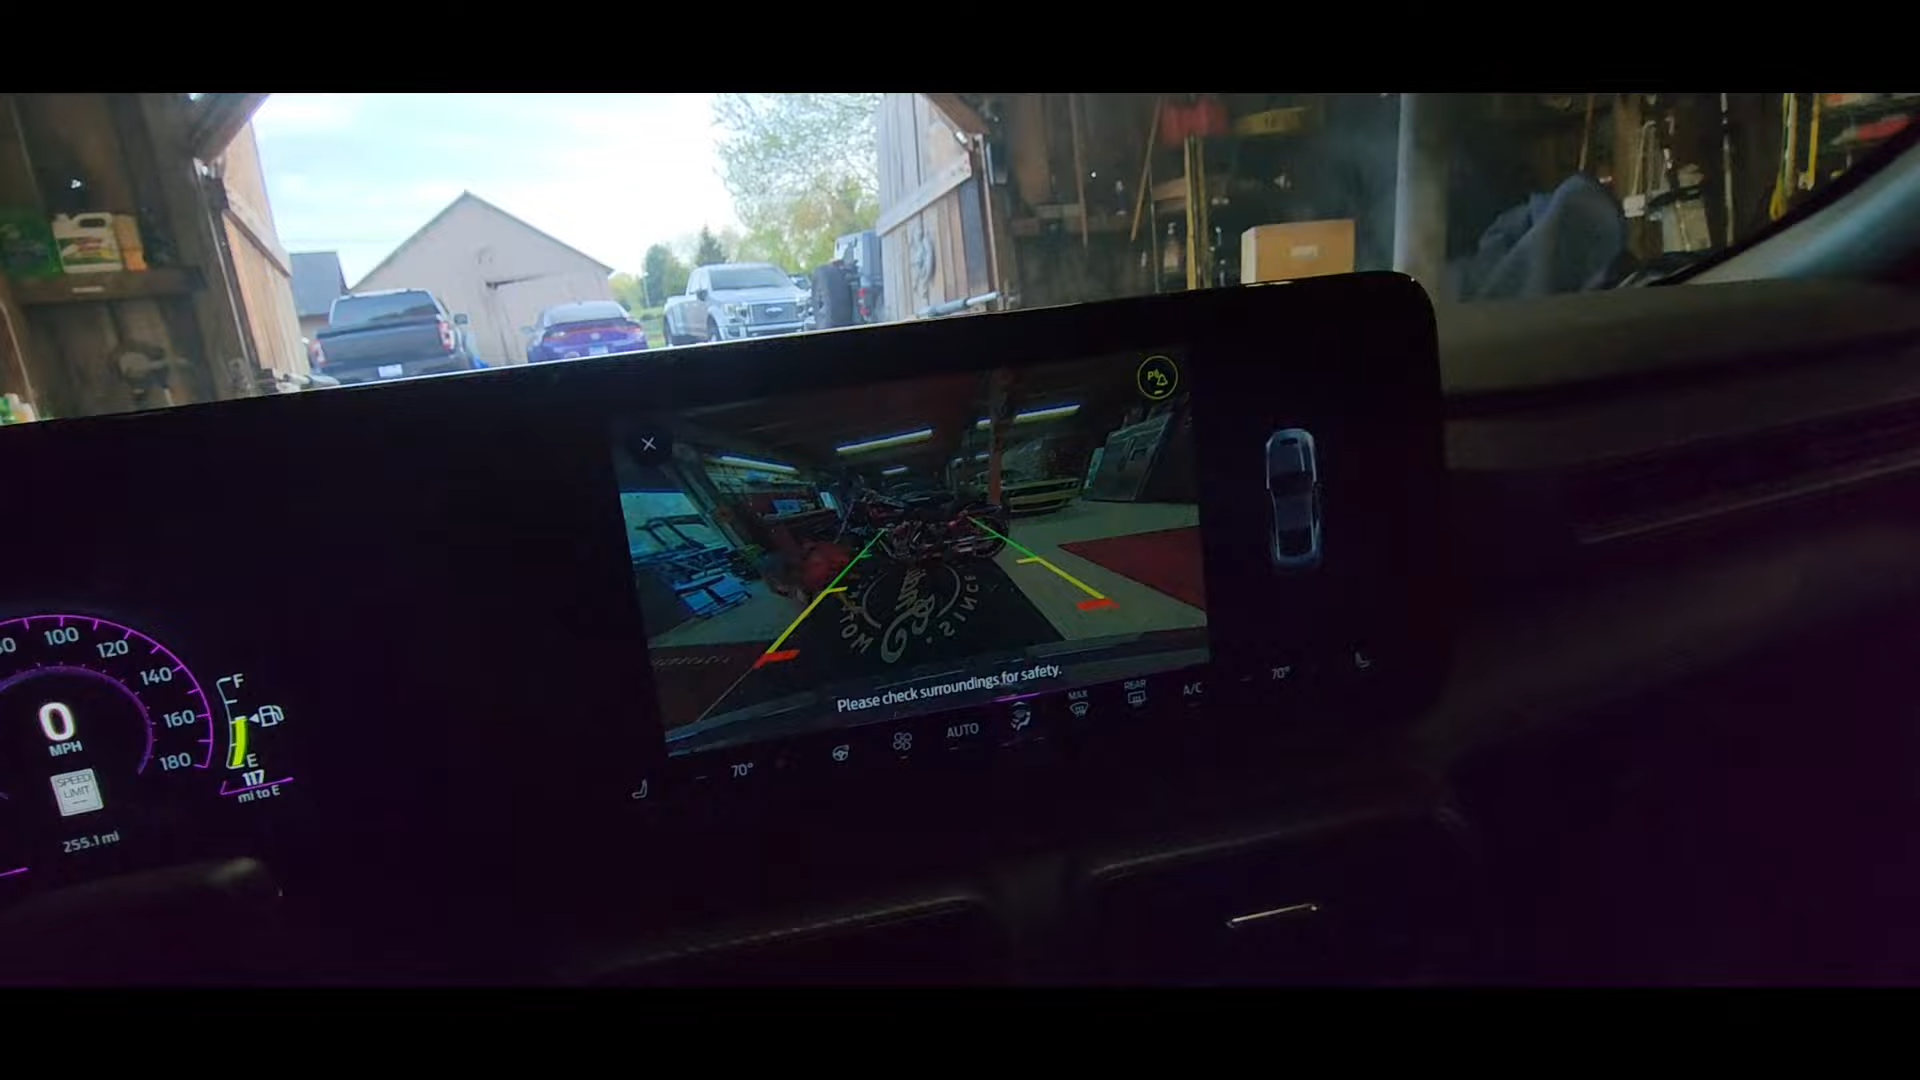 Please check surroundings for safety.
100
120
140
160
180
0
MPH
SPEED
LIMIT
255.1 mi
F
E
117
mi to E
70°
AUTO
MAX
REAR
A/C
70°
SINCE